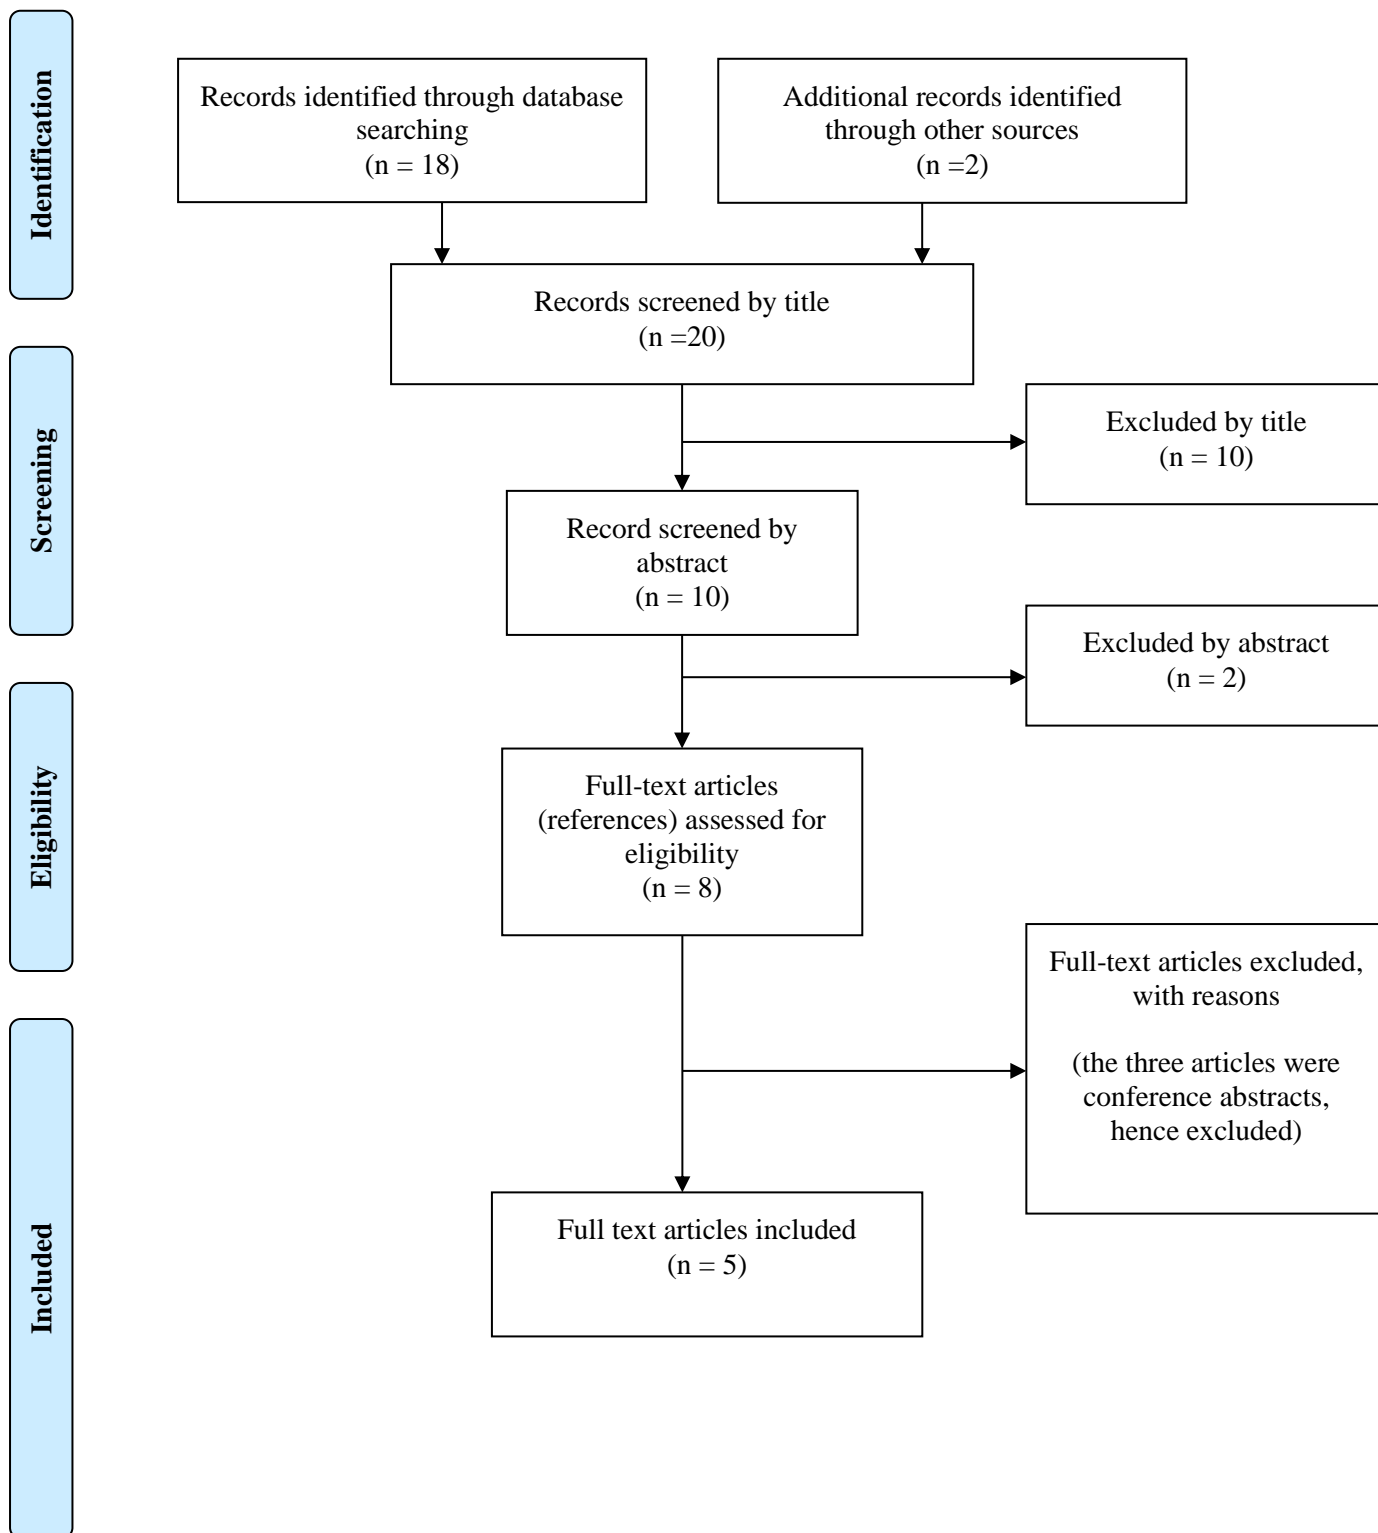 Identification
Records identified through database
searching
(n = 18)
Additional records identified
through other sources
(n =2)
Records screened by title
(n =20)
Screening
Excluded by title
(n = 10)
Record screened by
abstract
(n = 10)
Excluded by abstract
(n = 2)
Eligibility
Full-text articles
(references) assessed for
eligibility
(n = 8)
Full-text articles excluded,
with reasons
(the three articles were
conference abstracts,
hence excluded)
Included
Full text articles included
(n = 5)